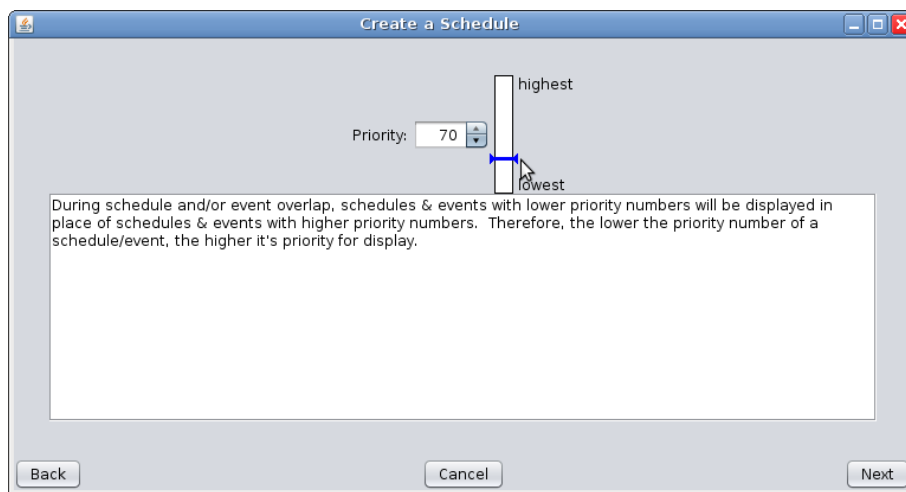 Create a Schedule
highest
Priority: 70
lowest
During schedule and/or event overlap, schedules & events with lower priority numbers will be displayed in
place of schedules & events with higher priority numbers.  Therefore, the lower the priority number of a
schedule/event, the higher it's priority for display.
Back Cancel Next